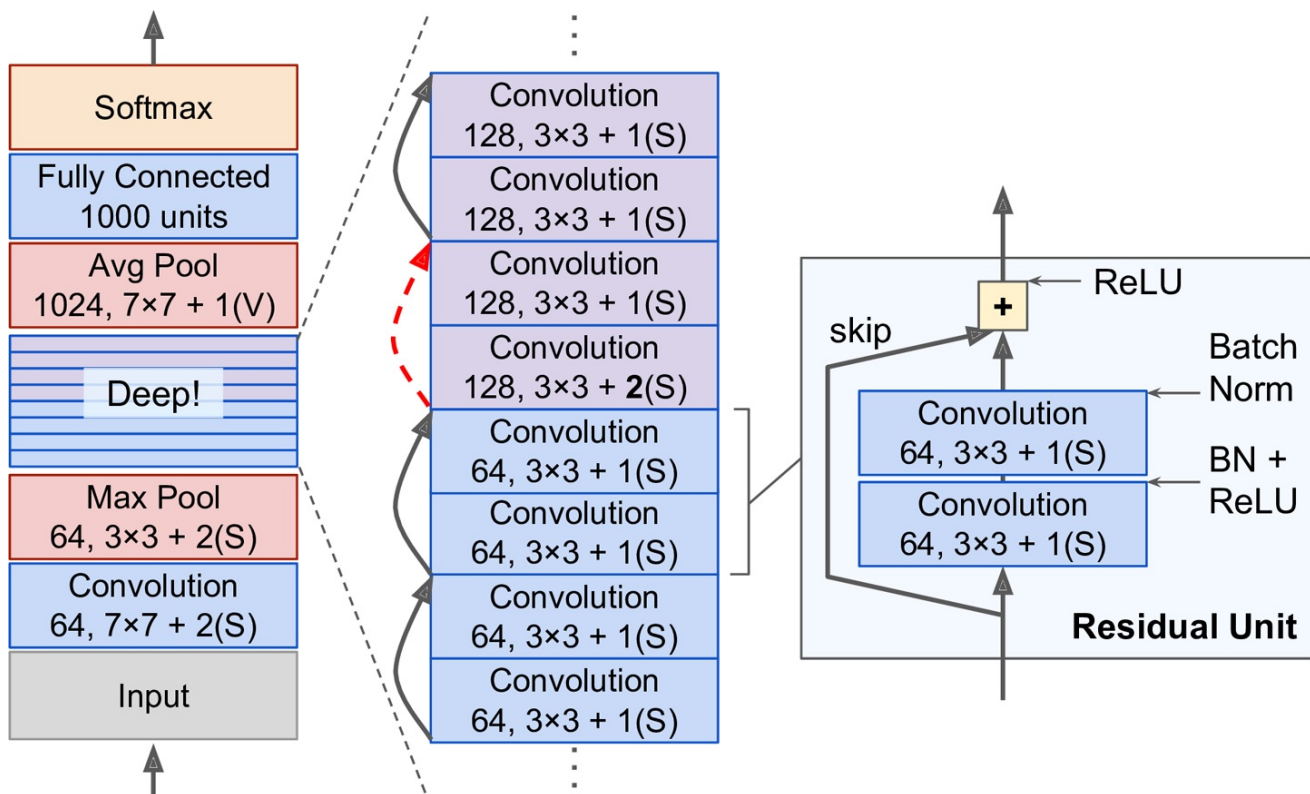 Softmax
Fully Connected
1000 units
Avg Pool
1024, 7×7 + 1(V)
Deep!
Max Pool
64, 3×3 + 2(S)
Convolution
64, 7×7 + 2(S)
Input
Convolution
128, 3×3 + 1(S)
Convolution
128, 3×3 + 1(S)
Convolution
128, 3×3 + 1(S)
Convolution
128, 3×3 + 2(S)
Convolution
64, 3×3 + 1(S)
Convolution
64, 3×3 + 1(S)
Convolution
64, 3×3 + 1(S)
Convolution
64, 3×3 + 1(S)
+
ReLU
skip
Batch
Norm
Convolution
64, 3×3 + 1(S)
BN +
ReLU
Convolution
64, 3×3 + 1(S)
Residual Unit